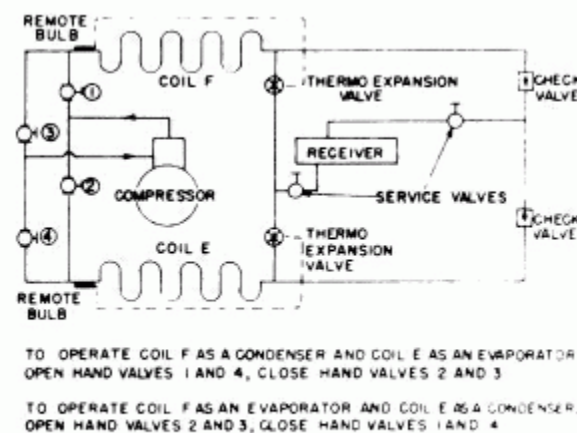 REMOTE
BULB
COIL F
THERMO EXPANSION
VALVE
CHECK
VALVE
①
③
RECEIVER
②
COMPRESSOR
SERVICE VALVES
④
COIL E
THERMO
EXPANSION
VALVE
CHECK
VALVE
REMOTE
BULB
TO OPERATE COIL F AS A CONDENSER AND COIL E AS AN EVAPORATOR
OPEN HAND VALVES 1 AND 4, CLOSE HAND VALVES 2 AND 3
TO OPERATE COIL F AS AN EVAPORATOR AND COIL E AS A CONDENSER,
OPEN HAND VALVES 2 AND 3, CLOSE HAND VALVES 1 AND 4